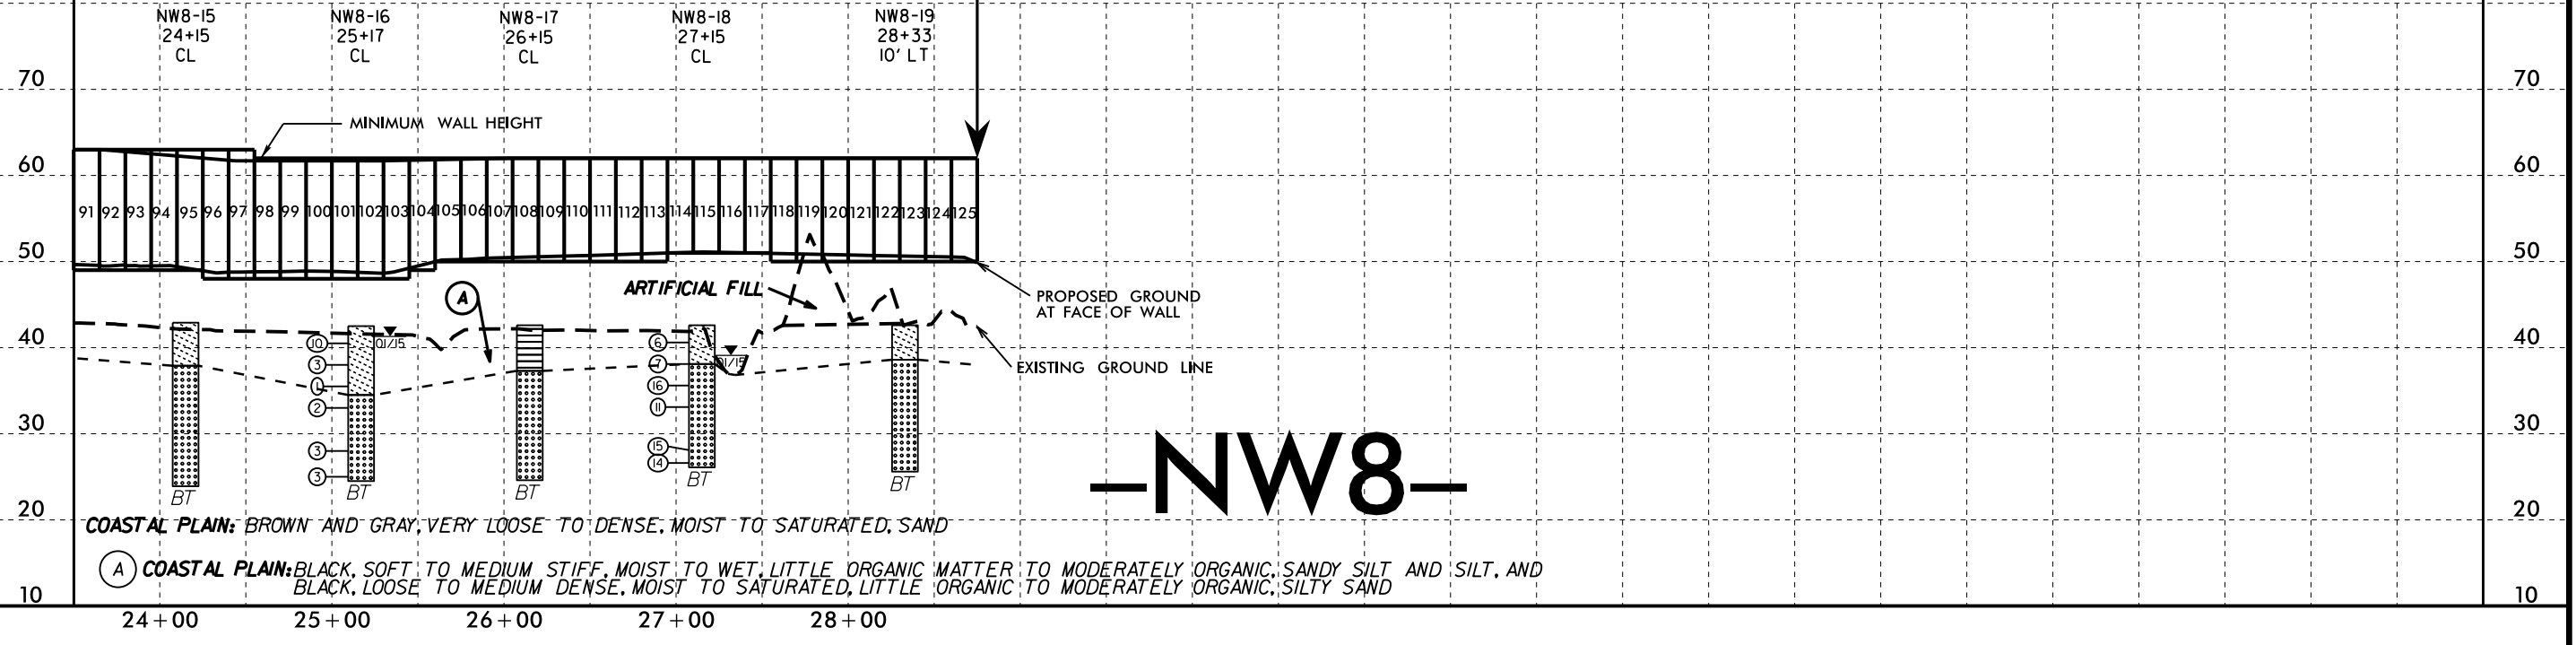 NW8-15 NW8-16 NW8-17 NW8-18 NW8-19
24+15 25+17 26+15 27+15 28+33
CL CL CL CL 10' LT
70 70
MINIMUM WALL HEIGHT
60 60
91 92 93 94 95 96 97 98 99 100 101 102 103 104 105 106 107 108 109 110 111 112 113 114 115 116 117 118 119 120 121 122 123 124 125
50 50
ARTIFICIAL FILL
A
PROPOSED GROUND
AT FACE OF WALL
40 40
10 01/15 6
3 7 01/15
1 16
EXISTING GROUND LINE
2 11
30 30
3 15
3 14
BT BT BT BT BT
-NW8-
20 20
COASTAL PLAIN: BROWN AND GRAY, VERY LOOSE TO DENSE, MOIST TO SATURATED, SAND
A COASTAL PLAIN: BLACK, SOFT TO MEDIUM STIFF, MOIST TO WET, LITTLE ORGANIC MATTER TO MODERATELY ORGANIC, SANDY SILT AND SILT, AND
BLACK, LOOSE TO MEDIUM DENSE, MOIST TO SATURATED, LITTLE ORGANIC TO MODERATELY ORGANIC, SILTY SAND
10 10
24+00 25+00 26+00 27+00 28+00